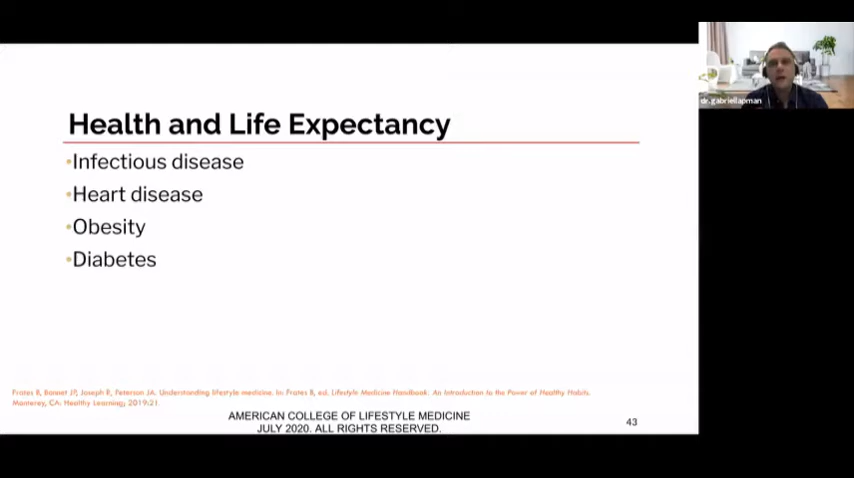 Health and Life Expectancy
•Infectious disease
•Heart disease
•Obesity
•Diabetes
Frates B, Bonnet JP, Joseph R, Peterson JA. Understanding lifestyle medicine. In: Frates B, ed. Lifestyle Medicine Handbook. An Introduction to the Power of Healthy Habits.
Monterey, CA. Healthy Learning; 2019:21.
AMERICAN COLLEGE OF LIFESTYLE MEDICINE
JULY 2020. ALL RIGHTS RESERVED.
43
dr.gabriellapman